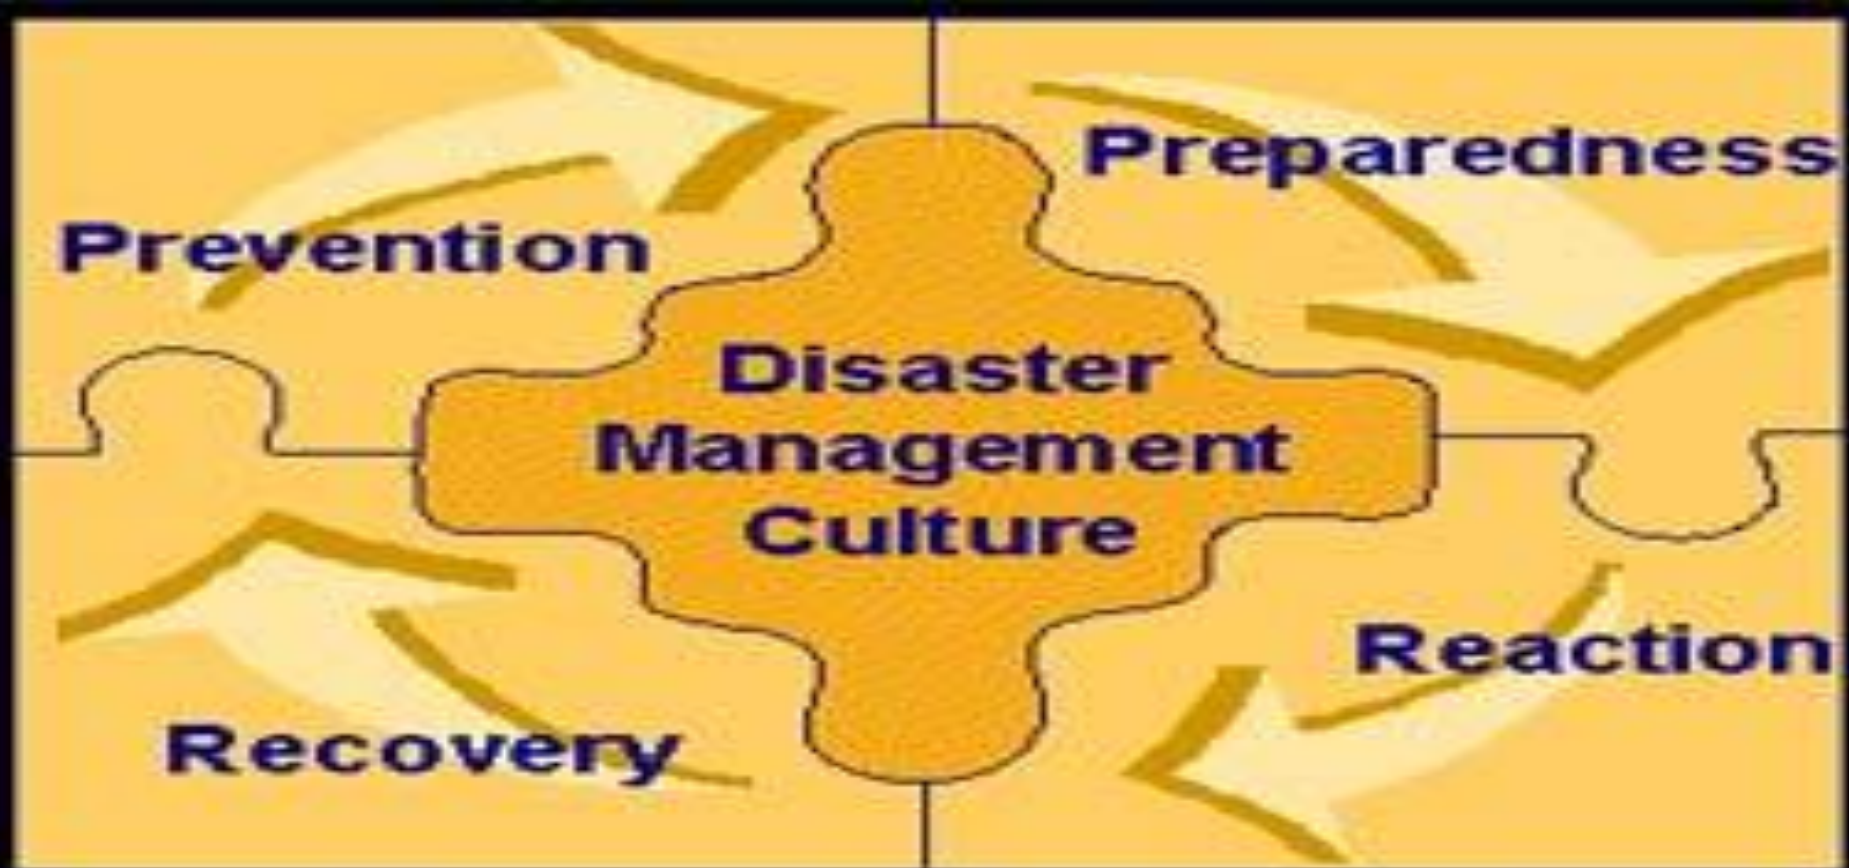 Prevention
Preparedness
Disaster
Management
Culture
Recovery
Reaction